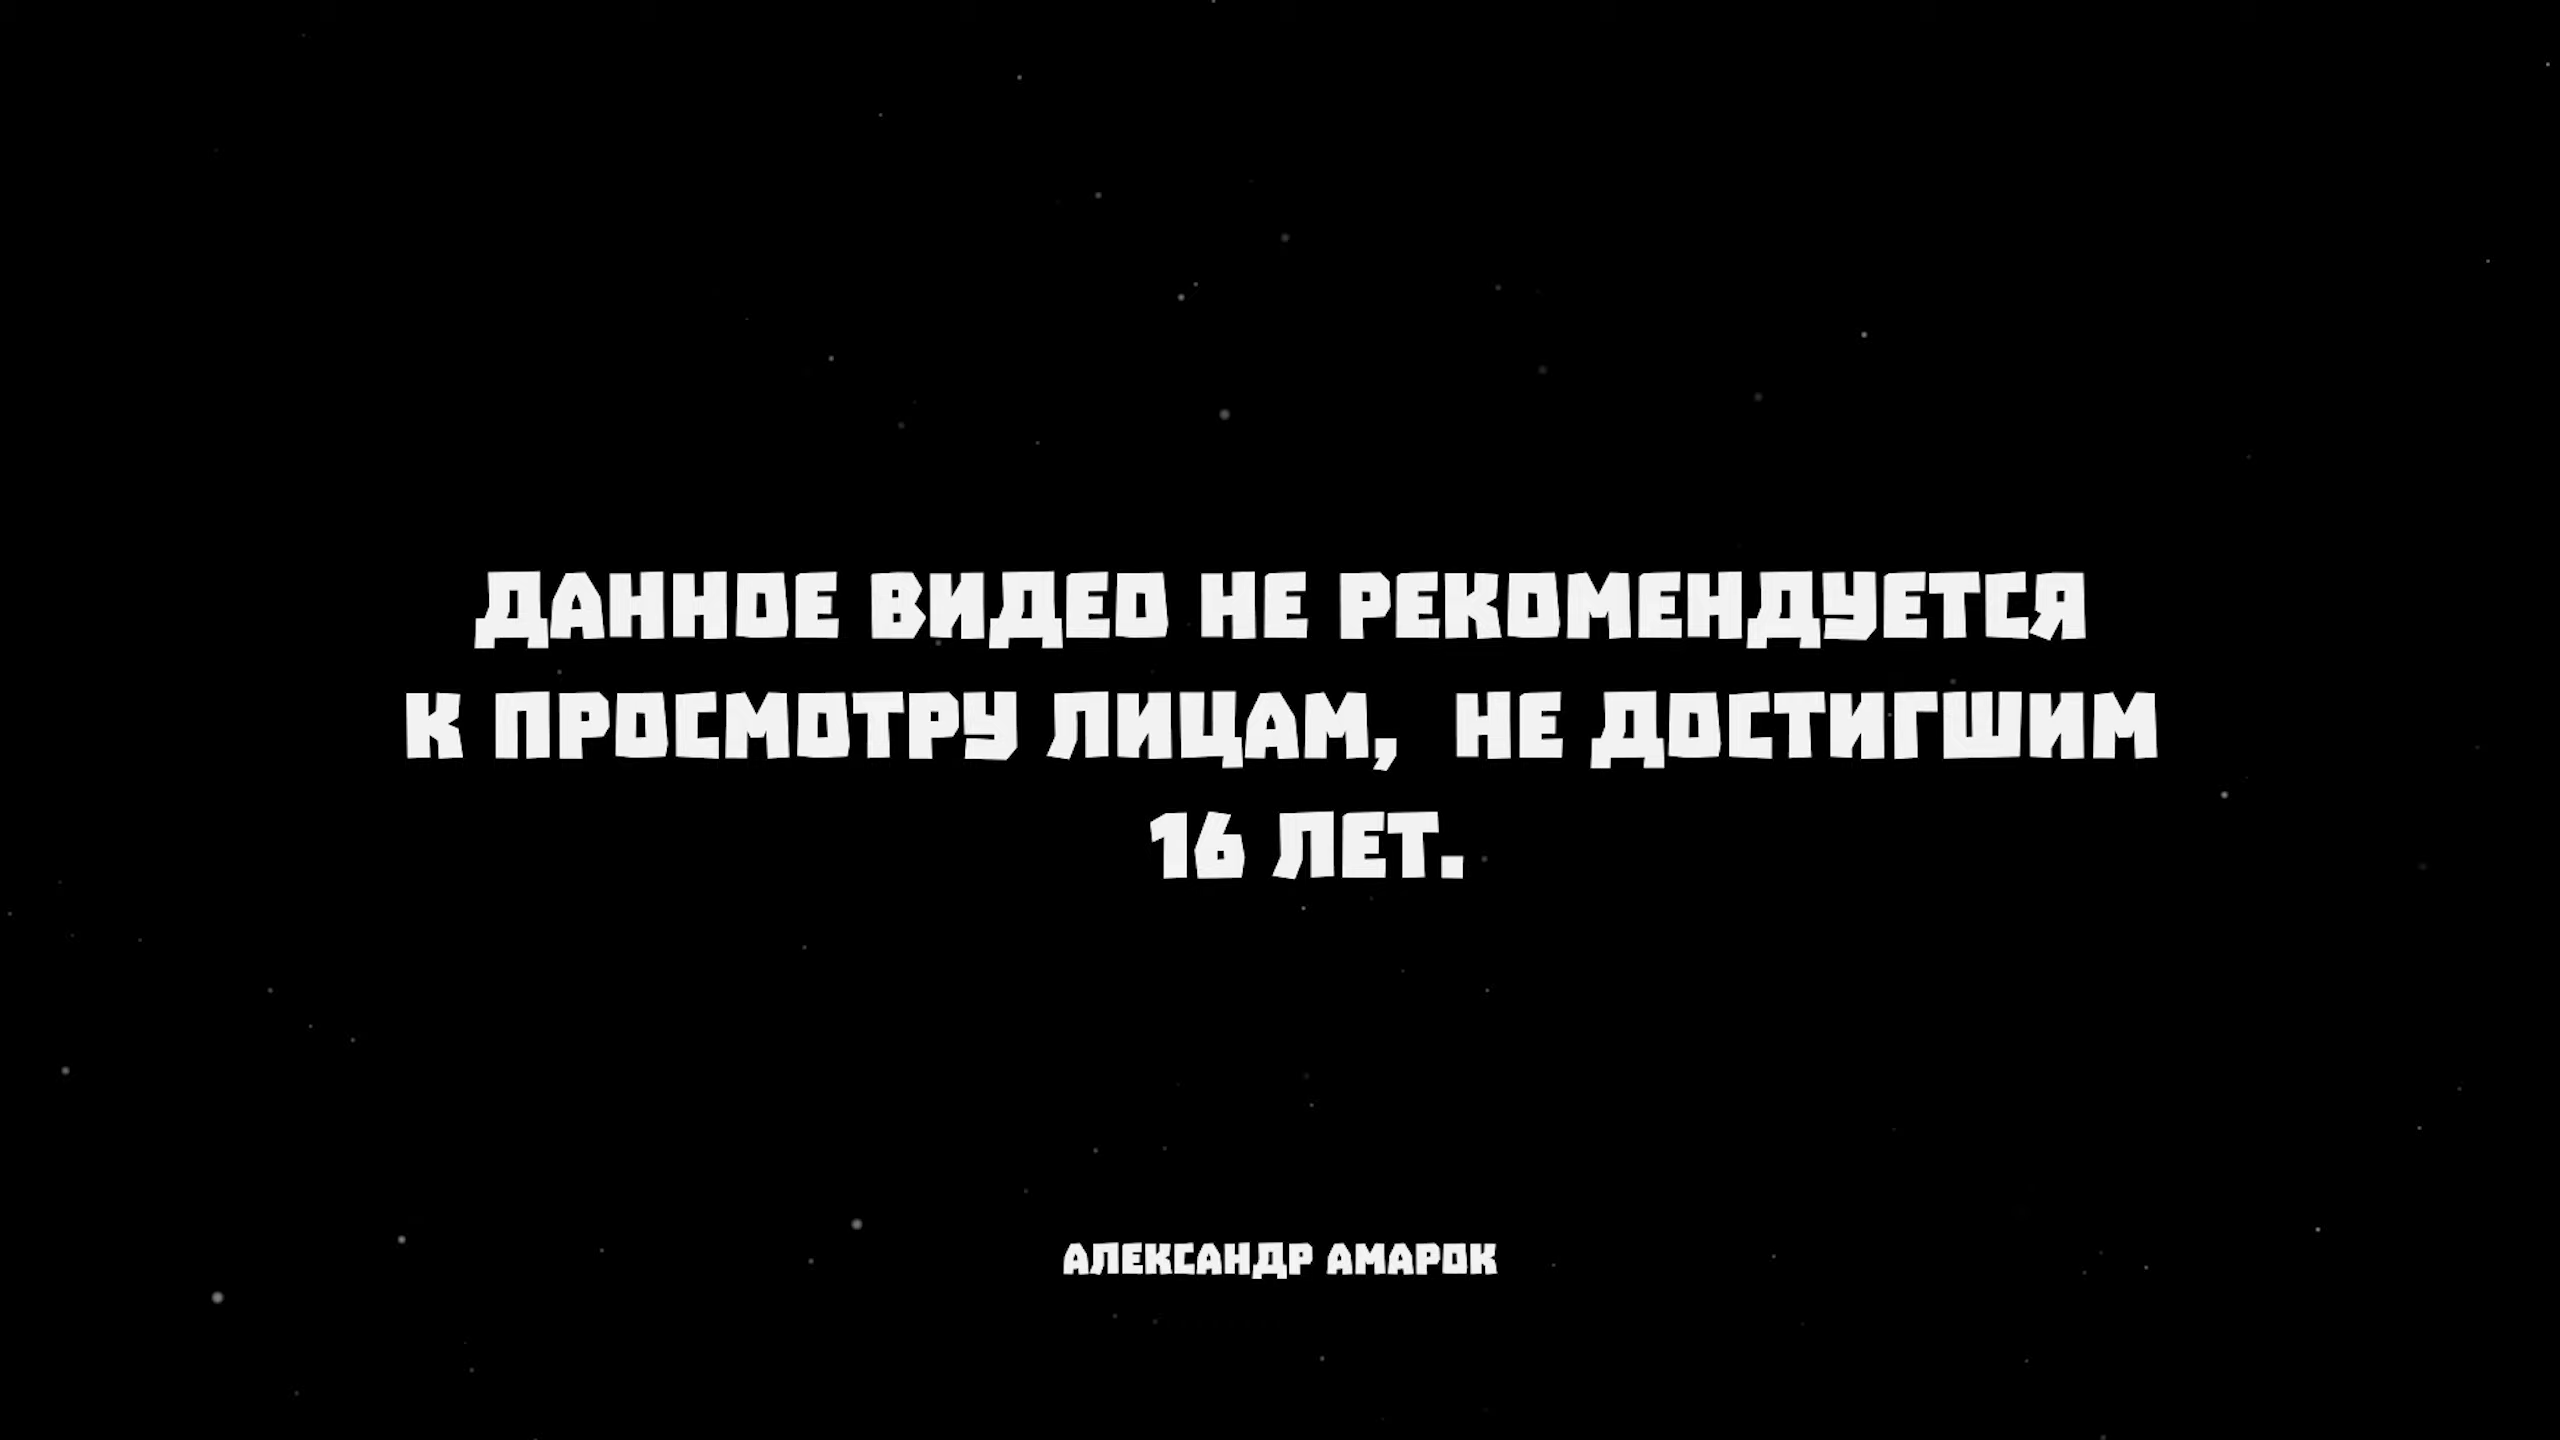 ДАННОЕ ВИДЕО НЕ РЕКОМЕНДУЕТСЯ
К ПРОСМОТРУ ЛИЦАМ, НЕ ДОСТИГШИМ
16 ЛЕТ.
АЛЕКСАНДР АМАРОК